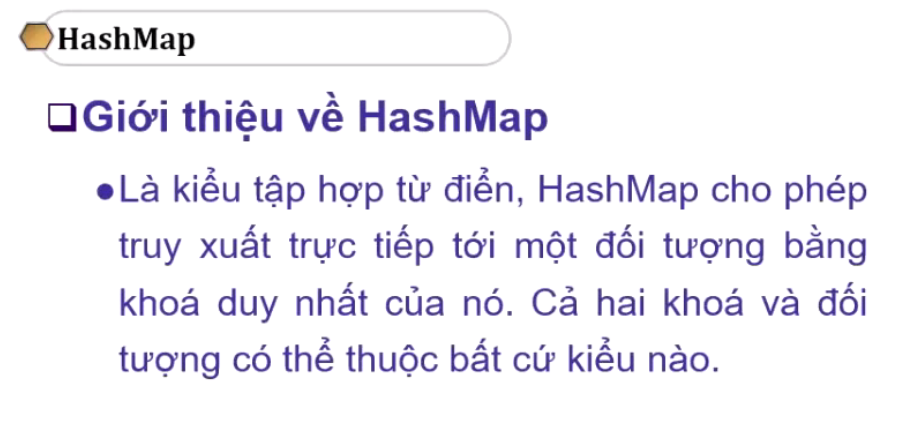 HashMap
❑Giới thiệu về HashMap
●Là kiểu tập hợp từ điển, HashMap cho phép
truy xuất trực tiếp tới một đối tượng bằng
khoá duy nhất của nó. Cả hai khoá và đối
tượng có thể thuộc bất cứ kiểu nào.